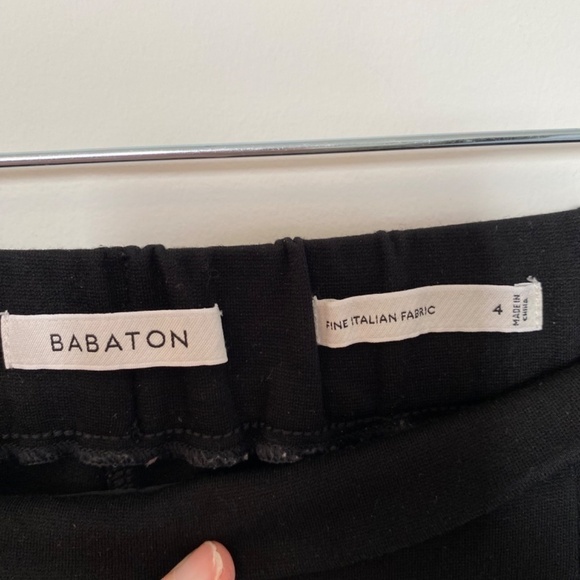 BABATON
FINE ITALIAN FABRIC
4
MADE IN
CHINA